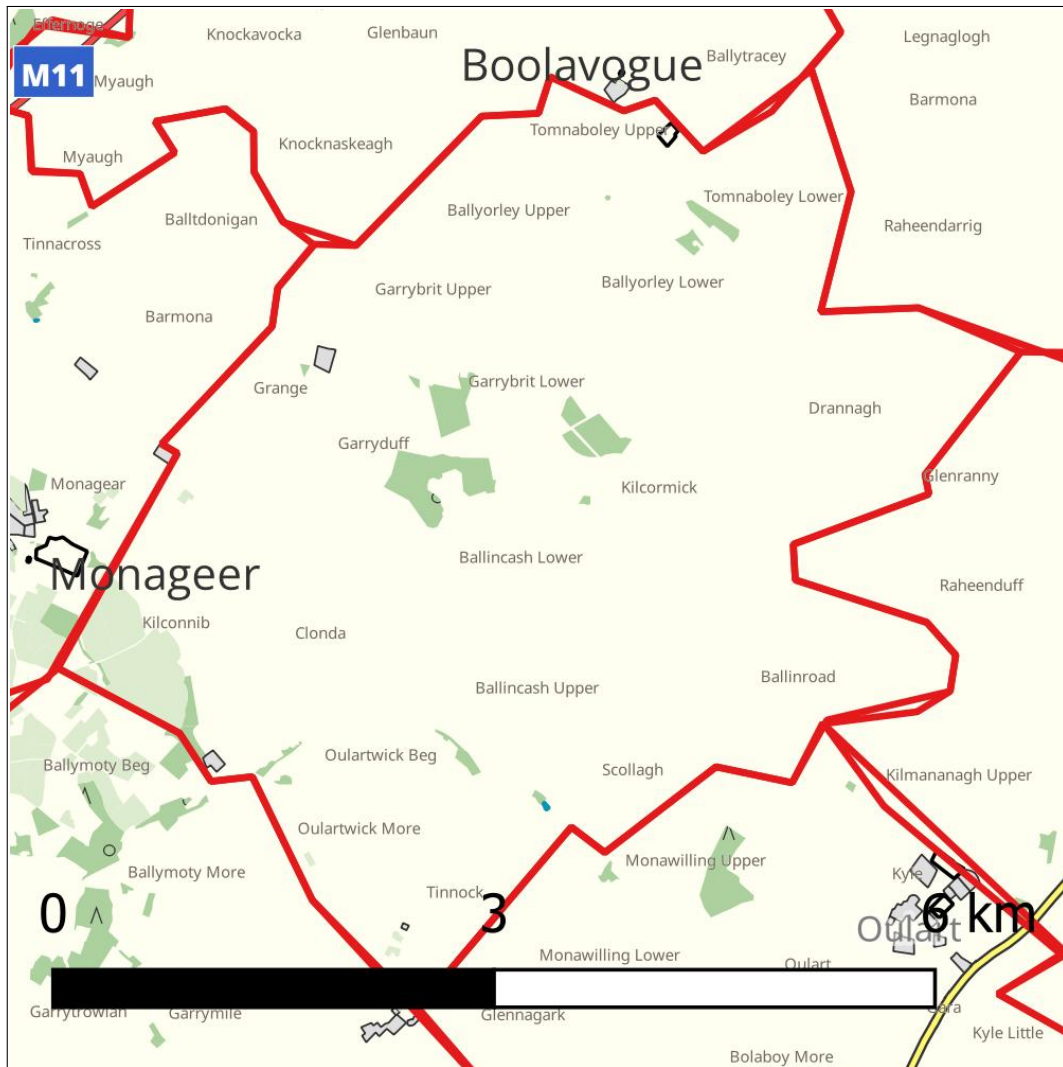 Effernoge
Knockavocka
Glenbaun
Legnaglogh
Boolavogue
Ballytracey
M11
Myaugh
Barmona
Tomnaboley Upper
Knocknaskeagh
Myaugh
Tomnaboley Lower
Ballyorley Upper
Balltdonigan
Raheendarrig
Tinnacross
Ballyorley Lower
Garrybrit Upper
Barmona
Garrybrit Lower
Grange
Drannagh
Garryduff
Glenranny
Monagear
Kilcormick
Ballincash Lower
Monageer
Raheenduff
Kilconnib
Clonda
Ballinroad
Ballincash Upper
Oulartwick Beg
Ballymoty Beg
Scollagh
Kilmananagh Upper
Oulartwick More
Monawilling Upper
Ballymoty More
Kyle
Tinnock
0 3 6 km
Oulart
Monawilling Lower
Oulart
Garrytrowlan
Garrymile
Glennagark
Gara
Kyle Little
Bolaboy More